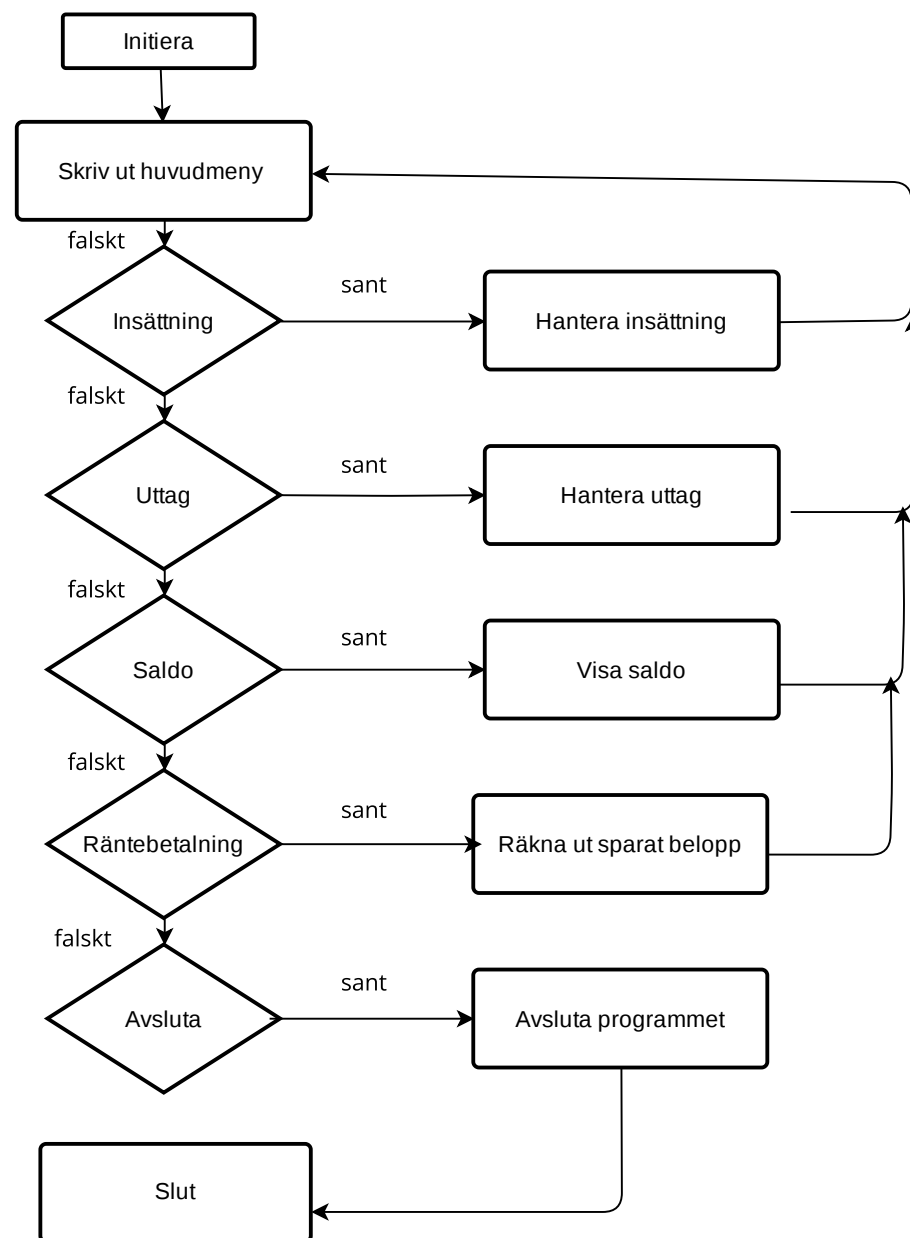 Initiera
Skriv ut huvudmeny
falskt
sant
Insättning
Hantera insättning
falskt
sant
Uttag
Hantera uttag
falskt
sant
Saldo
Visa saldo
falskt
sant
Räntebetalning
Räkna ut sparat belopp
falskt
sant
Avsluta
Avsluta programmet
Slut